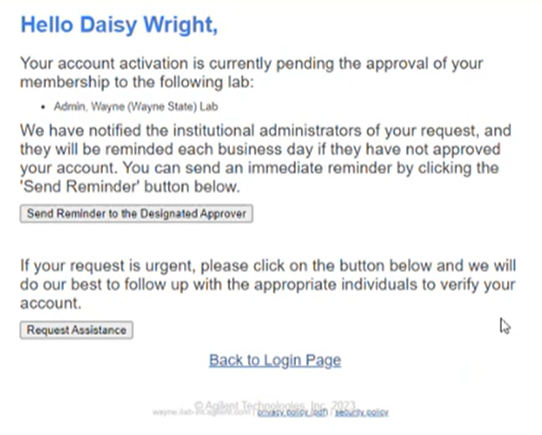 Hello Daisy Wright,
Your account activation is currently pending the approval of your
membership to the following lab:
• Admin, Wayne (Wayne State) Lab
We have notified the institutional administrators of your request, and
they will be reminded each business day if they have not approved
your account. You can send an immediate reminder by clicking the
'Send Reminder' button below.
Send Reminder to the Designated Approver
If your request is urgent, please click on the button below and we will
do our best to follow up with the appropriate individuals to verify your
account.
Request Assistance
Back to Login Page
© Agilent Technologies, Inc. 2023
privacy policy (pdf) | security policy